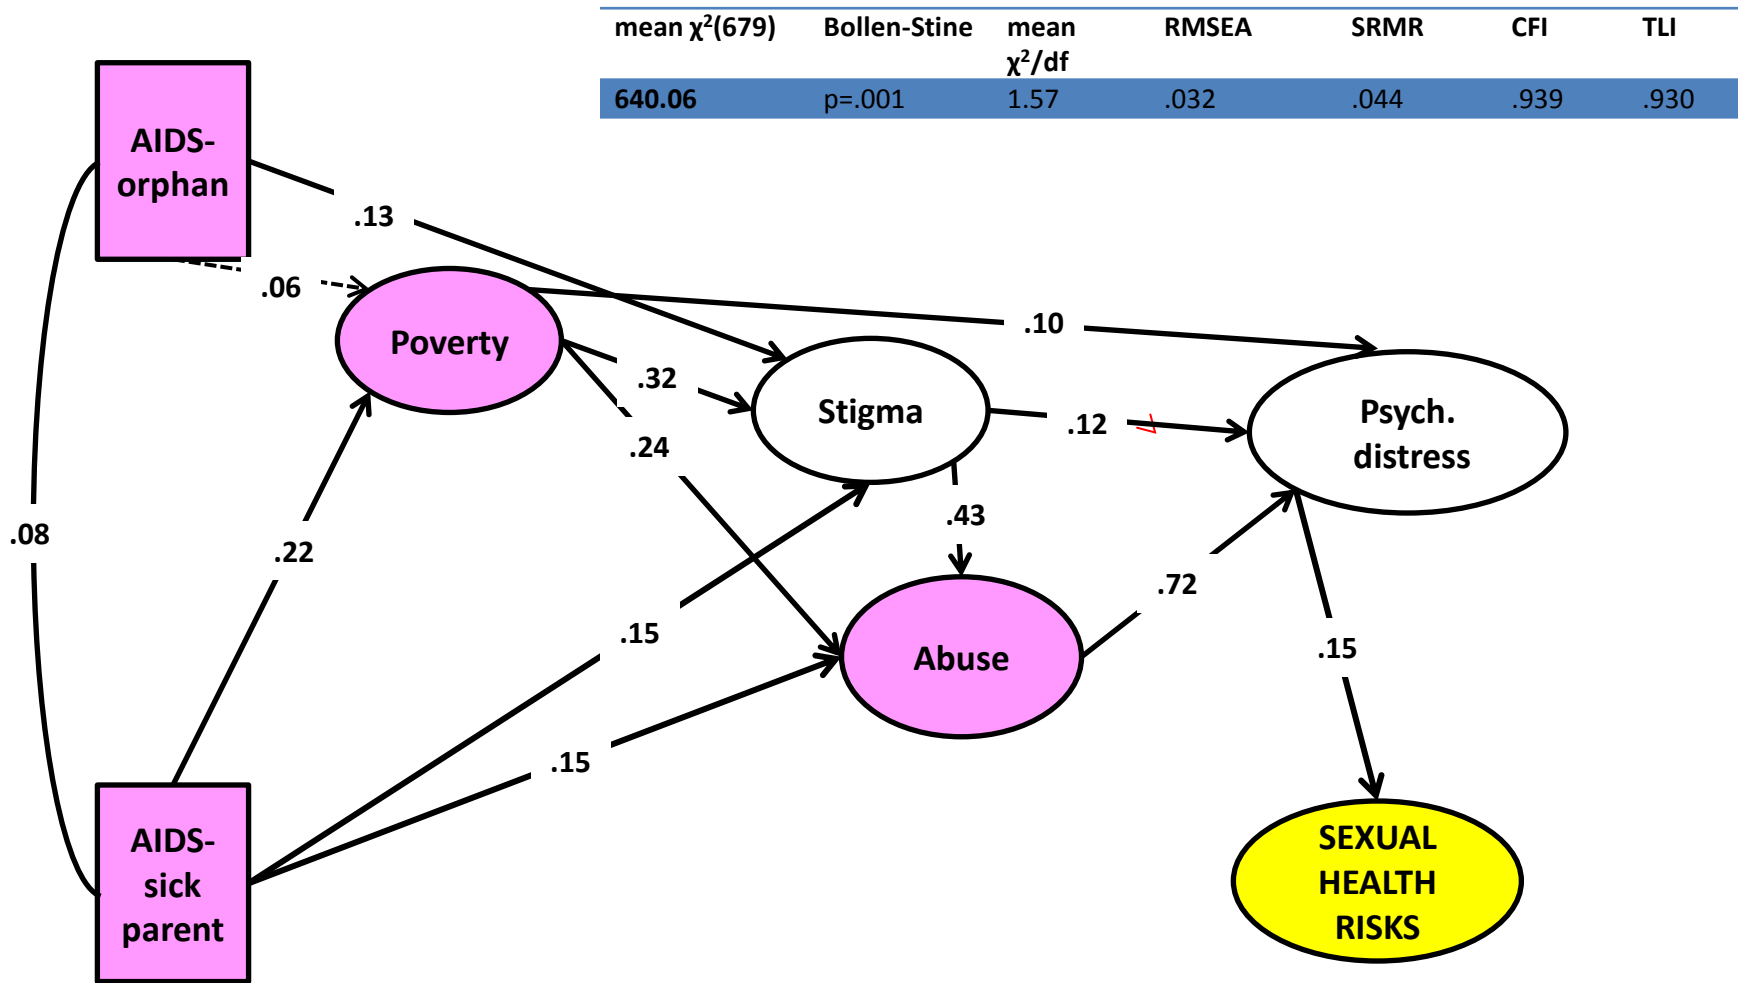 mean χ²(679) Bollen-Stine mean χ²/df RMSEA SRMR CFI TLI
640.06 p=.001 1.57 .032 .044 .939 .930
AIDS-
orphan
.13
.06
Poverty
.10
.32
Stigma
.12
Psych.
distress
.24
.08
.43
.22
.72
.15
Abuse
.15
.15
AIDS-
sick
parent
SEXUAL
HEALTH
RISKS